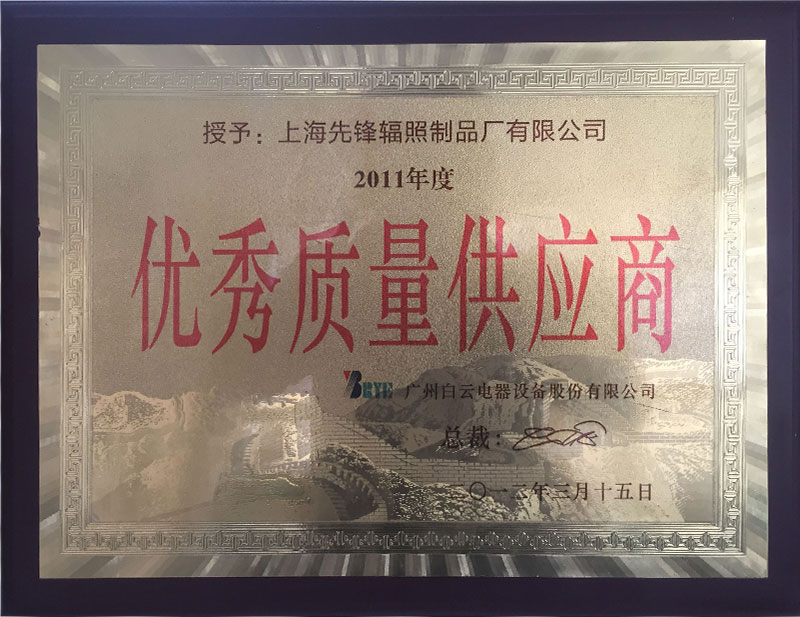 授予：上海先锋辐照制品厂有限公司
2011年度
优秀质量供应商
BRYE 广州白云电器设备股份有限公司
总裁：
二〇一二年三月十五日